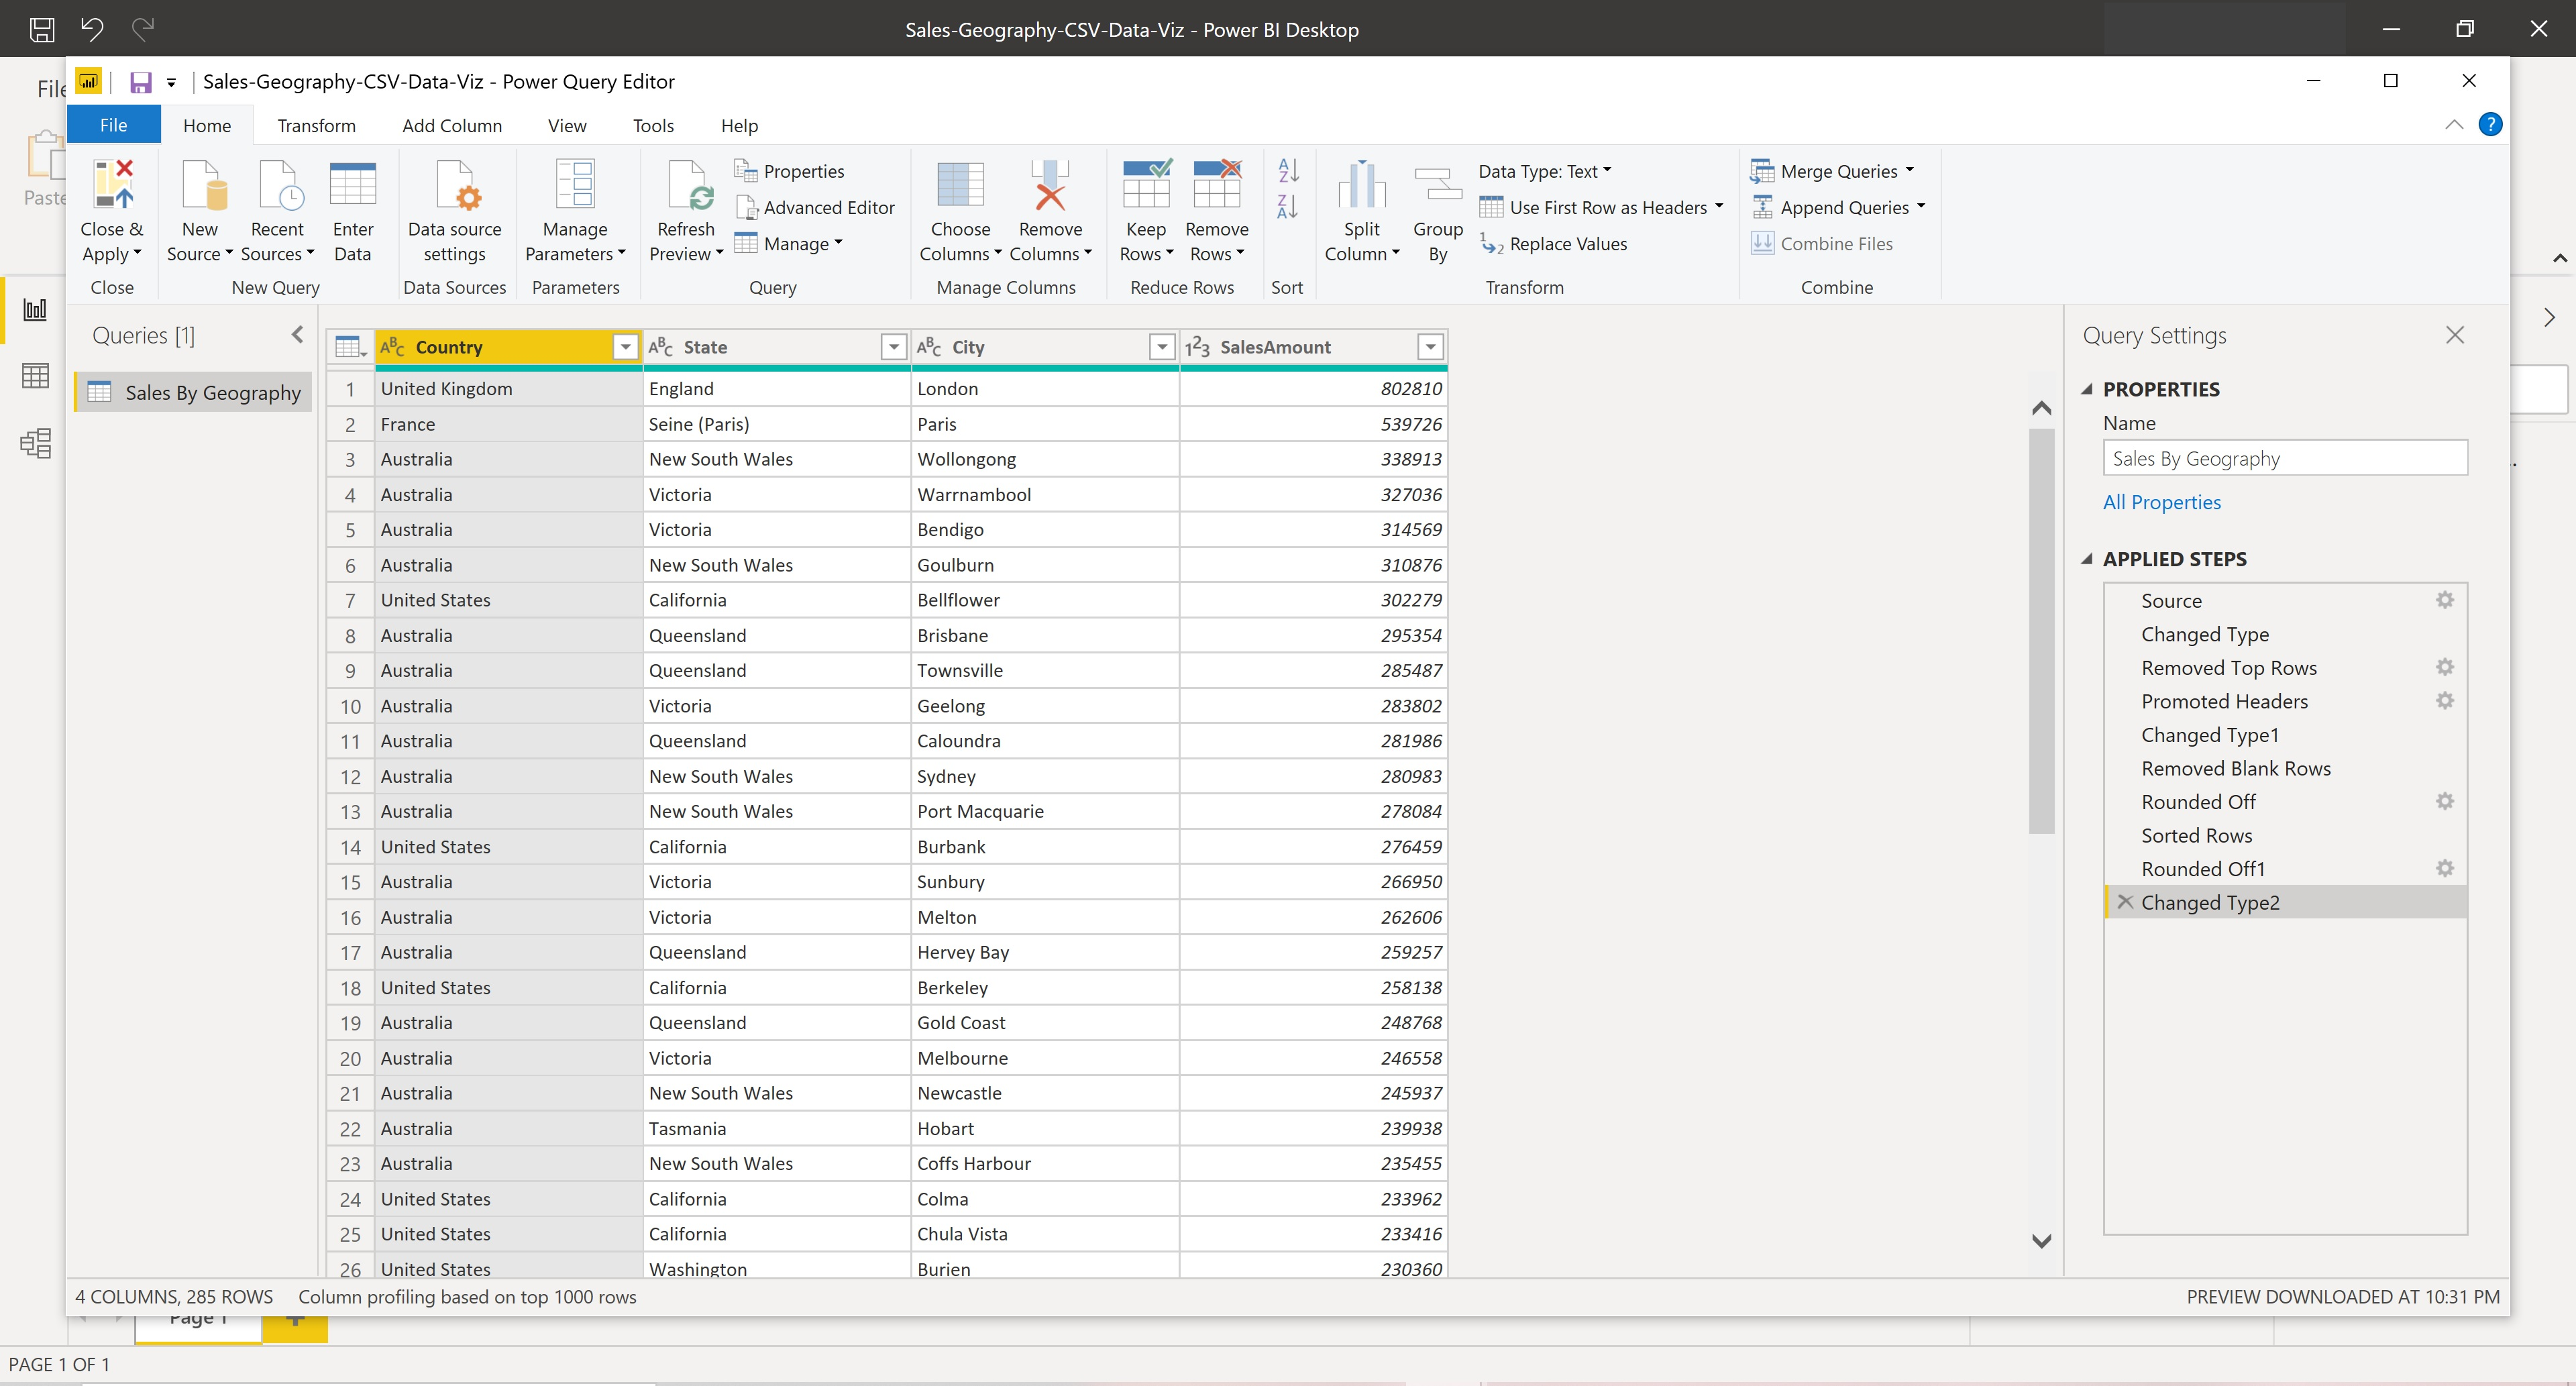 Sales-Geography-CSV-Data-Viz - Power BI Desktop
Sales-Geography-CSV-Data-Viz - Power Query Editor
File
File Home Transform Add Column View Tools Help ?
Paste
Close & Apply
New Source
Recent Sources
Enter Data
Data source settings
Manage Parameters
Refresh Preview
Properties
Advanced Editor
Manage
Choose Columns
Remove Columns
Keep Rows
Remove Rows
A Z
Z A
Split Column
Group By
Data Type: Text
Use First Row as Headers
1 2 Replace Values
Merge Queries
Append Queries
Combine Files
Close New Query Data Sources Parameters Query Manage Columns Reduce Rows Sort Transform Combine
Queries [1]
Sales By Geography
ABC Country ABC State ABC City 123 SalesAmount
1 United Kingdom England London 802810
2 France Seine (Paris) Paris 539726
3 Australia New South Wales Wollongong 338913
4 Australia Victoria Warrnambool 327036
5 Australia Victoria Bendigo 314569
6 Australia New South Wales Goulburn 310876
7 United States California Bellflower 302279
8 Australia Queensland Brisbane 295354
9 Australia Queensland Townsville 285487
10 Australia Victoria Geelong 283802
11 Australia Queensland Caloundra 281986
12 Australia New South Wales Sydney 280983
13 Australia New South Wales Port Macquarie 278084
14 United States California Burbank 276459
15 Australia Victoria Sunbury 266950
16 Australia Victoria Melton 262606
17 Australia Queensland Hervey Bay 259257
18 United States California Berkeley 258138
19 Australia Queensland Gold Coast 248768
20 Australia Victoria Melbourne 246558
21 Australia New South Wales Newcastle 245937
22 Australia Tasmania Hobart 239938
23 Australia New South Wales Coffs Harbour 235455
24 United States California Colma 233962
25 United States California Chula Vista 233416
26 United States Washington Burien 230360
Query Settings
PROPERTIES
Name
Sales By Geography
All Properties
APPLIED STEPS
Source
Changed Type
Removed Top Rows
Promoted Headers
Changed Type1
Removed Blank Rows
Rounded Off
Sorted Rows
Rounded Off1
Changed Type2
4 COLUMNS, 285 ROWS Column profiling based on top 1000 rows
PREVIEW DOWNLOADED AT 10:31 PM
Page 1
PAGE 1 OF 1